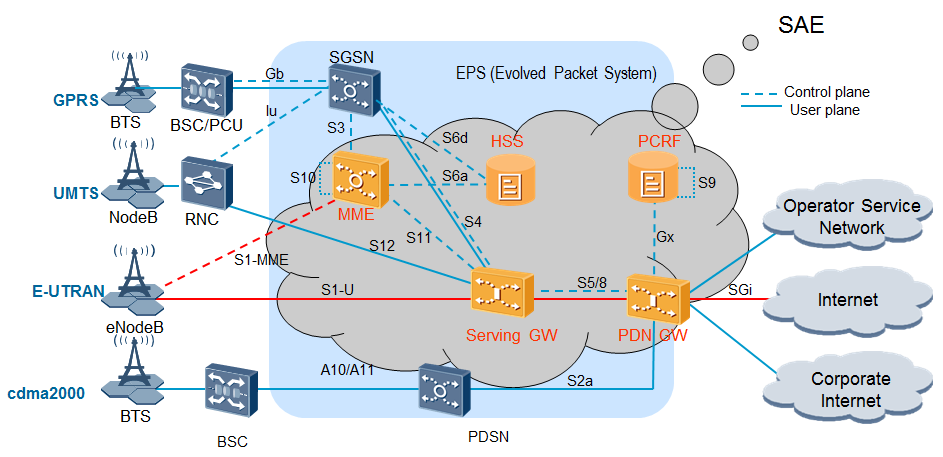 SAE
SGSN
EPS (Evolved Packet System)
Gb
Control plane
User plane
GPRS
BTS
BSC/PCU
Iu
S3
S6d
HSS
PCRF
UMTS
NodeB
RNC
S10
MME
S6a
S9
S4
Operator Service
Network
S12
S11
Gx
S1-MME
E-UTRAN
eNodeB
S1-U
Serving GW
S5/8
PDN GW
SGi
Internet
cdma2000
BTS
BSC
A10/A11
PDSN
S2a
Corporate
Internet